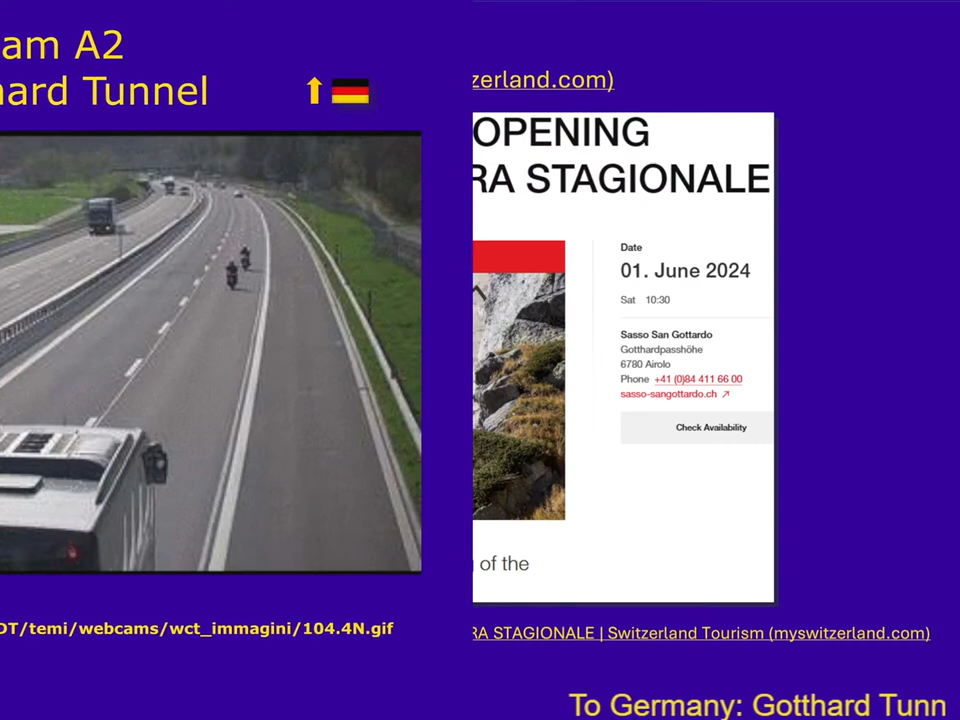 am A2
hard Tunnel
DT/temi/webcams/wct_immagini/104.4N.gif
zerland.com)
OPENING
RA STAGIONALE
Date
01. June 2024
Sat 10:30
Sasso San Gottardo
Gotthardpasshöhe
6780 Airolo
Phone +41 (0)84 411 66 00
sasso-sangottardo.ch ↗
Check Availability
of the
RA STAGIONALE | Switzerland Tourism (myswitzerland.com)
To Germany: Gotthard Tunn